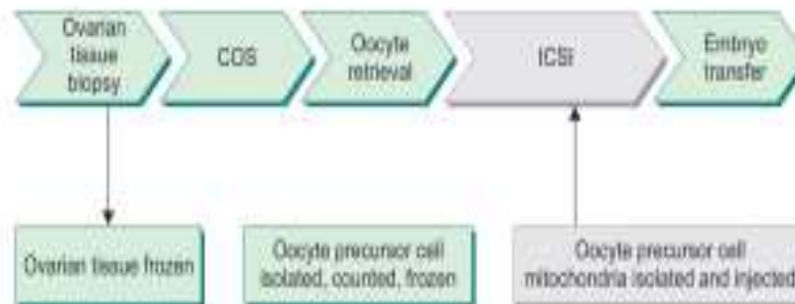 Ovarian
tissue
biopsy
COS
Oocyte
retrieval
ICSI
Embryo
transfer
Ovarian tissue frozen
Oocyte precursor cell
isolated, counted, frozen
Oocyte precursor cell
mitochondria isolated and injected